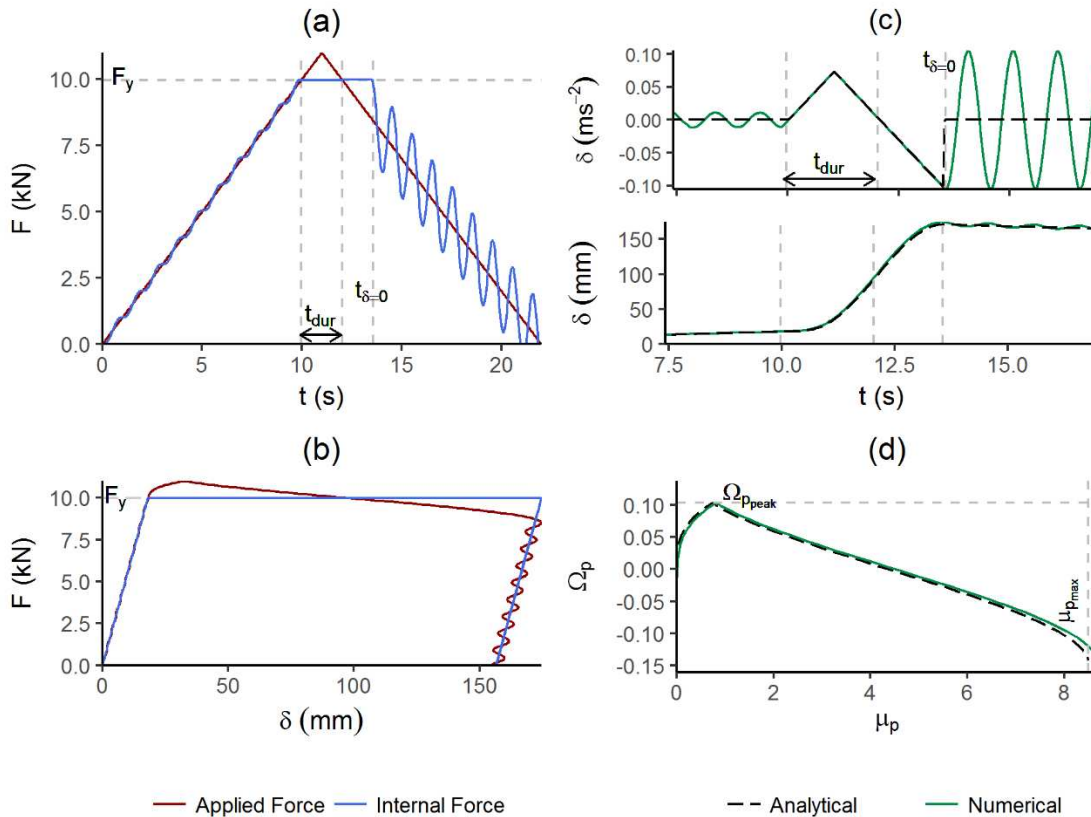 (a)
F (kN)
10.0
7.5
5.0
2.5
0.0
F_y
t_dur
t_δ=0
0 5 10 15 20
t (s)
(c)
δ (ms⁻²)
0.10
0.05
0.00
-0.05
-0.10
t_δ=0
t_dur
δ (mm)
150
100
50
0
7.5 10.0 12.5 15.0
t (s)
(b)
F (kN)
10.0
7.5
5.0
2.5
0.0
F_y
0 50 100 150
δ (mm)
(d)
Ω_p
0.10
0.05
0.00
-0.05
-0.10
-0.15
Ω_p_peak
μ_p_max
0 2 4 6 8
μ_p
Applied Force Internal Force
Analytical Numerical